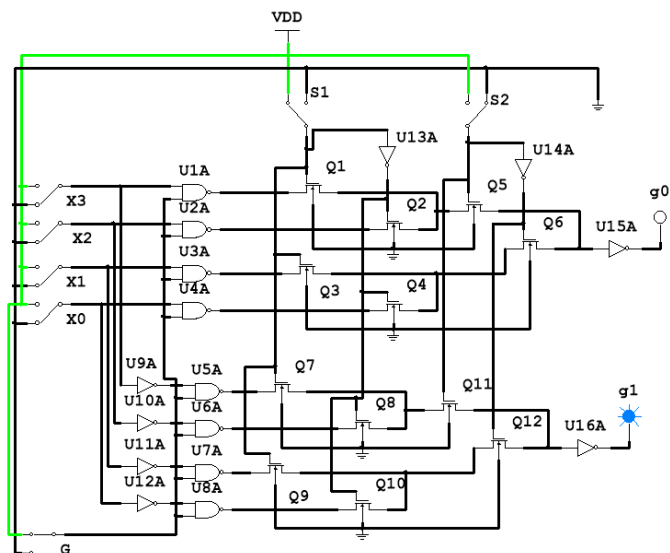 VDD
S1
S2
U13A
U14A
U1A
Q1
Q5
g0
X3
U2A
Q2
Q6
U15A
X2
U3A
X1
U4A
Q3
Q4
X0
U9A
U5A
Q7
Q11
g1
U10A
U6A
Q8
Q12
U16A
U11A
U7A
U12A
U8A
Q9
Q10
G